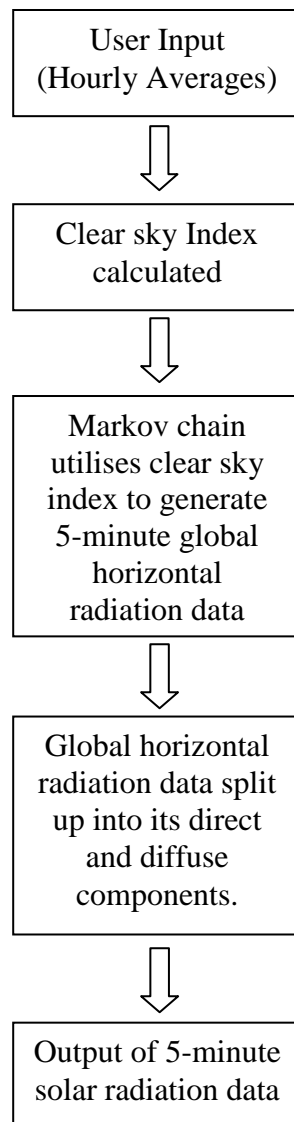 User Input
(Hourly Averages)
Clear sky Index
calculated
Markov chain
utilises clear sky
index to generate
5-minute global
horizontal
radiation data
Global horizontal
radiation data split
up into its direct
and diffuse
components.
Output of 5-minute
solar radiation data